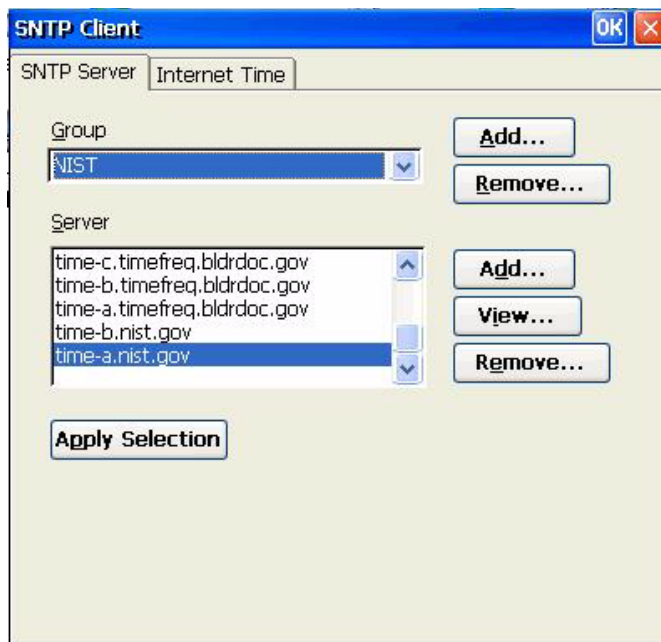 SNTP Client OK
SNTP Server Internet Time
Group
Add...
NIST
Remove...
Server
time-c.timefreq.bldrdoc.gov
time-b.timefreq.bldrdoc.gov
time-a.timefreq.bldrdoc.gov
time-b.nist.gov
time-a.nist.gov
Add...
View...
Remove...
Apply Selection